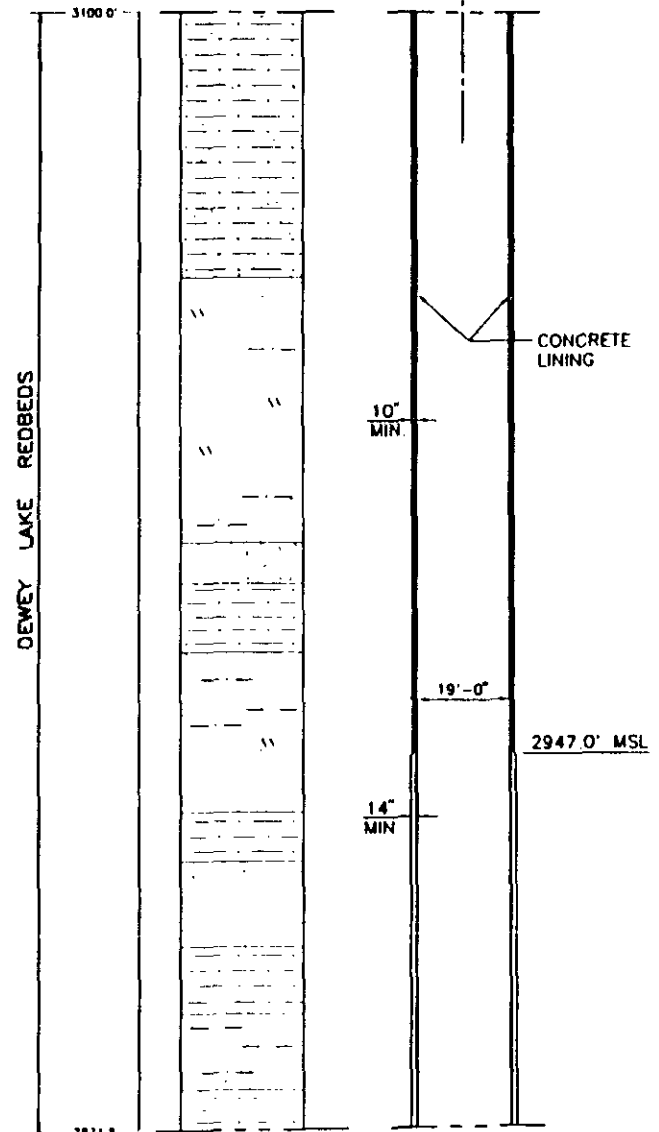 3100.0'
CONCRETE
LINING
DEWEY LAKE REDBEDS
10"
MIN.
19'-0"
2947.0' MSL
14"
MIN